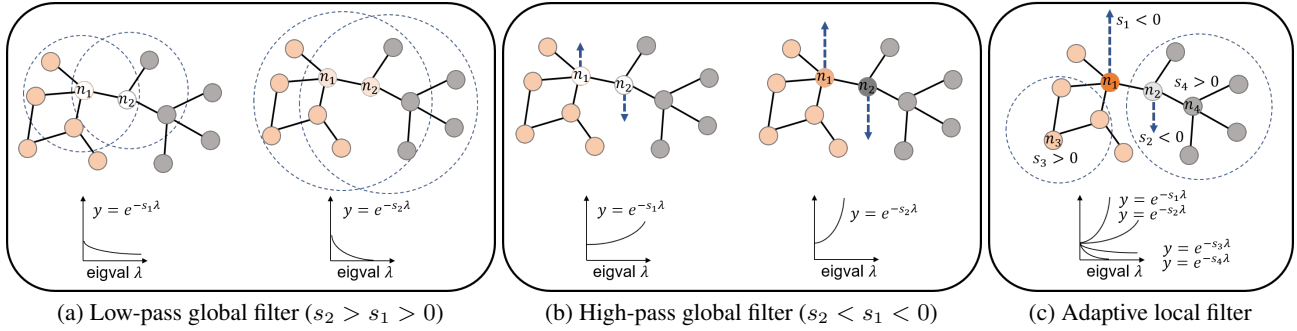 n₁
n₂
n₁
n₂
y = e^{-s₁λ}
eigval λ
y = e^{-s₂λ}
eigval λ
(a) Low-pass global filter (s₂ > s₁ > 0)
n₁
n₂
n₁
n₂
y = e^{-s₁λ}
eigval λ
y = e^{-s₂λ}
eigval λ
(b) High-pass global filter (s₂ < s₁ < 0)
s₁ < 0
n₁
n₂
s₄ > 0
n₄
n₃
s₂ < 0
s₃ > 0
y = e^{-s₁λ}
y = e^{-s₂λ}
y = e^{-s₃λ}
y = e^{-s₄λ}
eigval λ
(c) Adaptive local filter